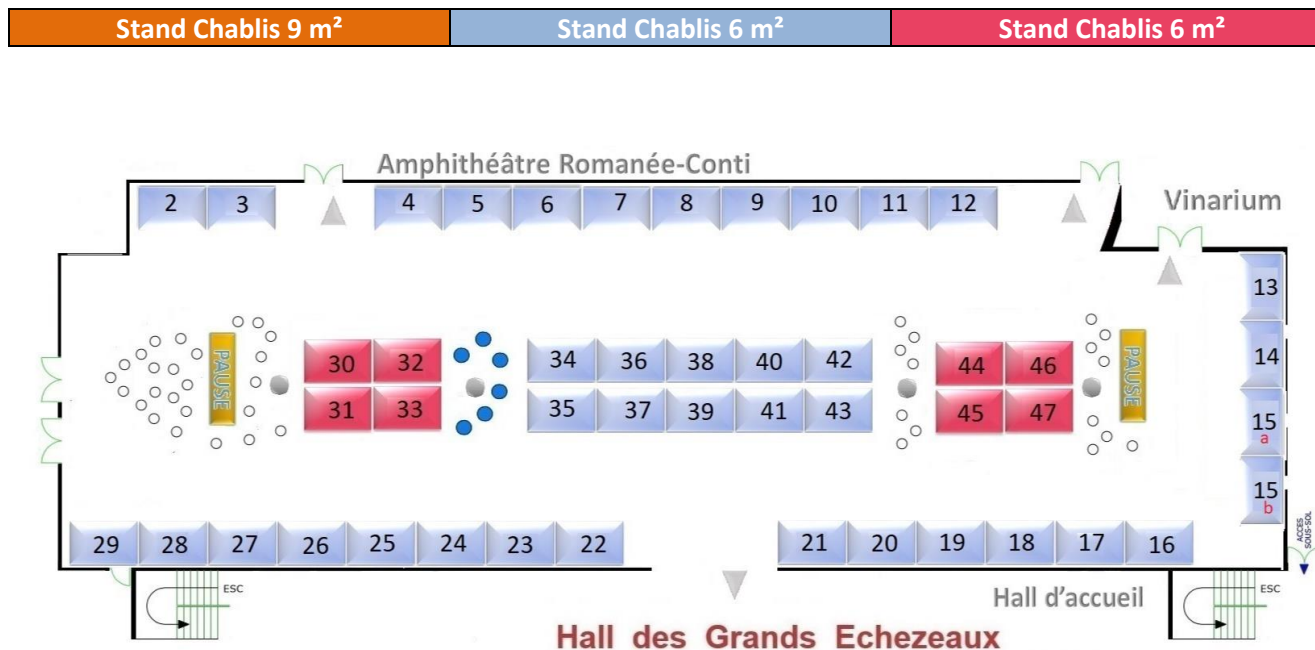 Stand Chablis 9 m² Stand Chablis 6 m² Stand Chablis 6 m²
Amphithéâtre Romanée-Conti
2 3 4 5 6 7 8 9 10 11 12
Vinarium
13
14
15
a
15
b
PAUSE
30 32
31 33
34 36 38 40 42
35 37 39 41 43
44 46
45 47
PAUSE
29 28 27 26 25 24 23 22
21 20 19 18 17 16
ACCES
SOUS-SOL
ESC
Hall d'accueil
ESC
Hall des Grands Echezeaux